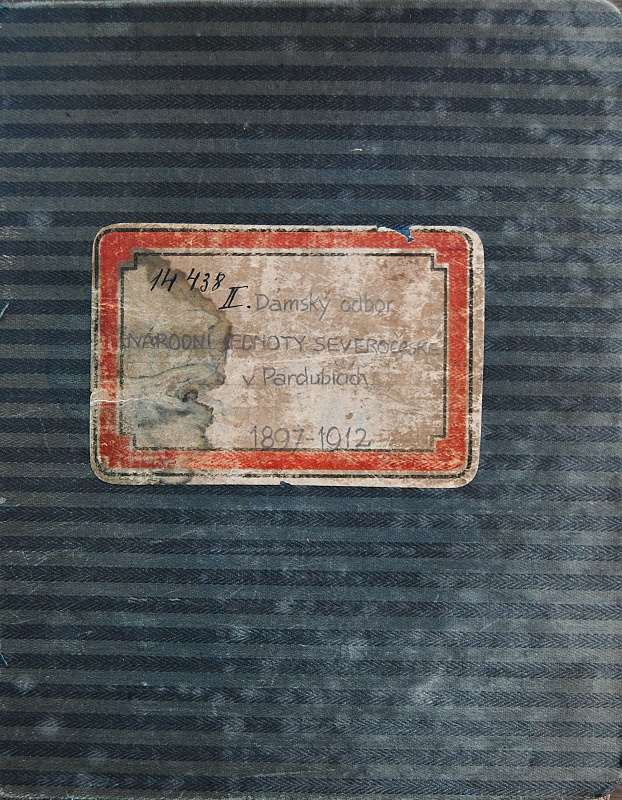 14 438
II. Dámský odbor
NÁRODNÍ JEDNOTY SEVEROČESKÉ
v Pardubicích
1897-1912